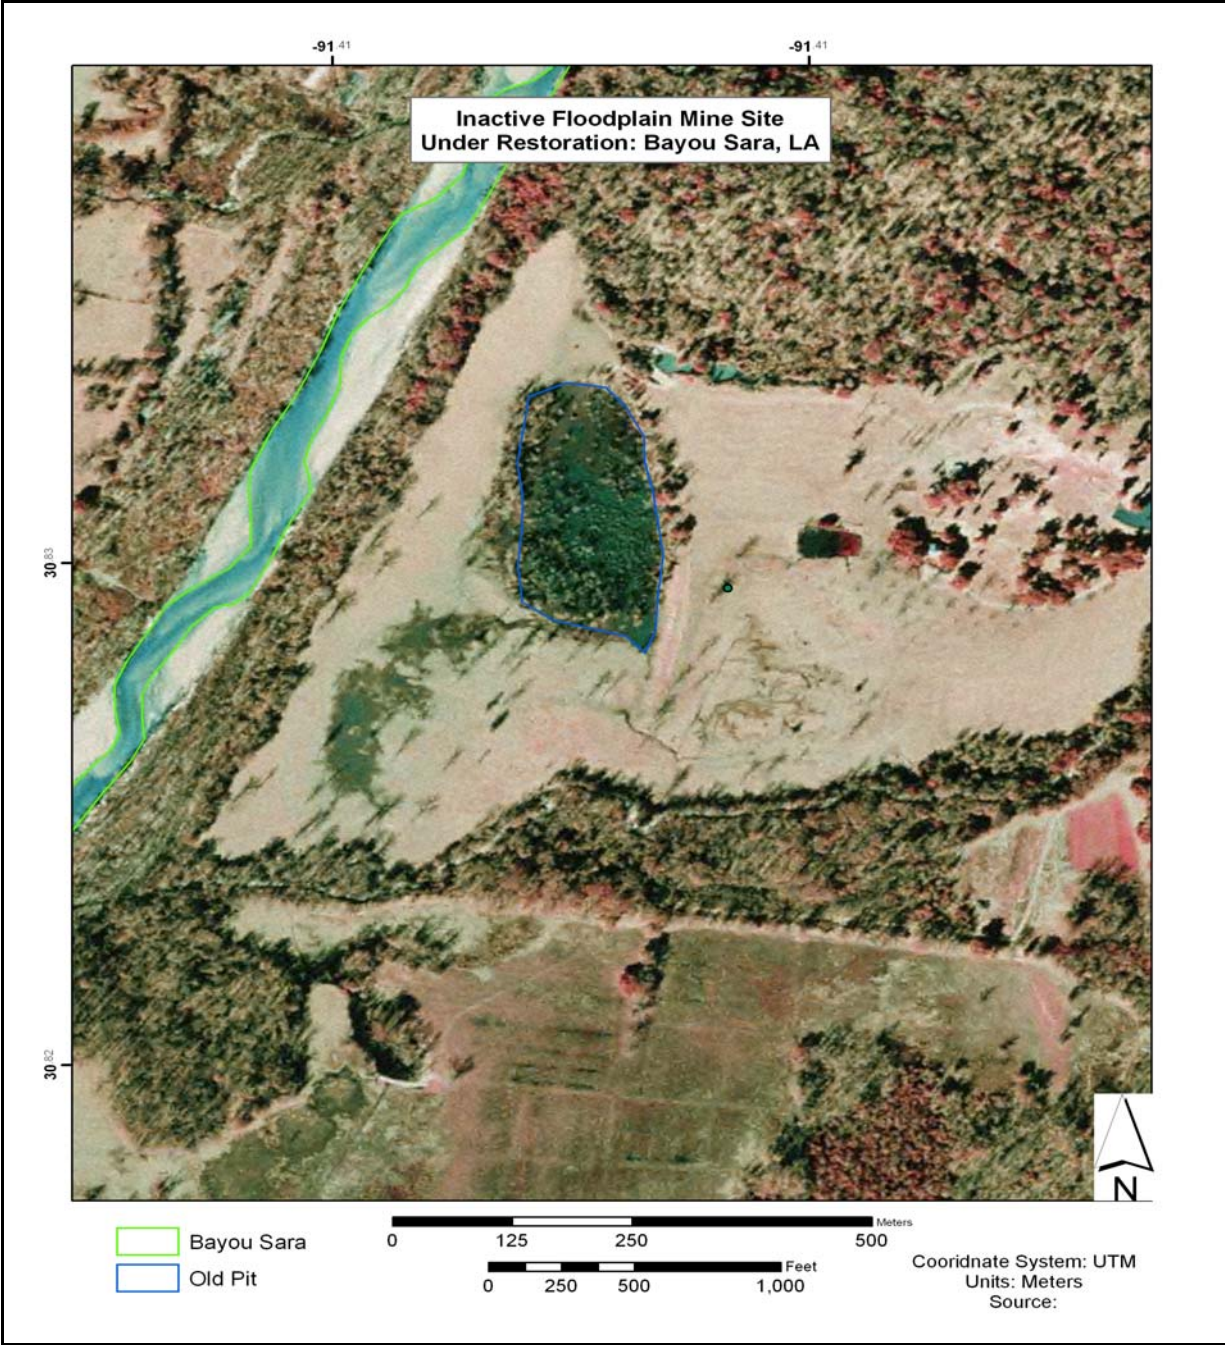 -91.41
-91.41
Inactive Floodplain Mine Site
Under Restoration: Bayou Sara, LA
30.83
30.82
N
Bayou Sara
Old Pit
Meters
0 125 250 500
Feet
0 250 500 1,000
Cooridnate System: UTM
Units: Meters
Source: